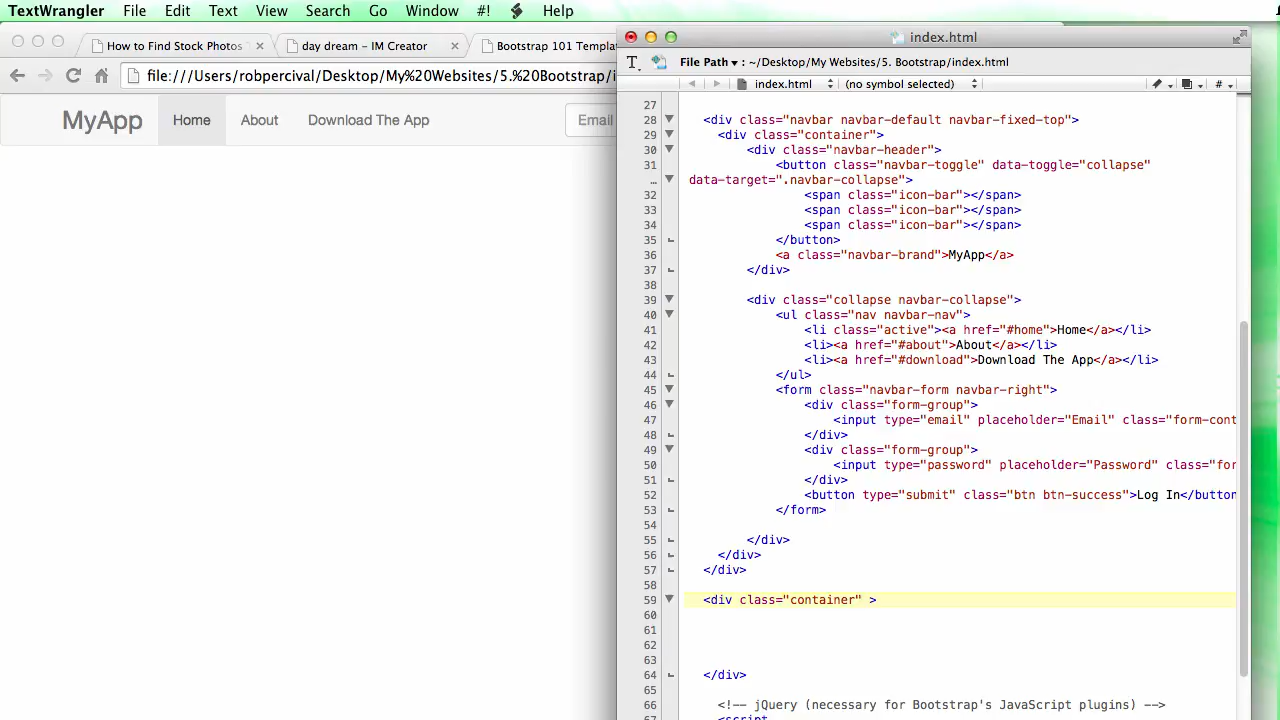 TextWrangler File Edit Text View Search Go Window #! Help
How to Find Stock Photos
day dream – IM Creator
Bootstrap 101 Templa
index.html
file:///Users/robpercival/Desktop/My%20Websites/5.%20Bootstrap/i
File Path ▾ : ~/Desktop/My Websites/5. Bootstrap/index.html
index.html (no symbol selected) #
MyApp Home About Download The App Email
27
28 <div class="navbar navbar-default navbar-fixed-top">
29 <div class="container">
30 <div class="navbar-header">
31 <button class="navbar-toggle" data-toggle="collapse"
… data-target=".navbar-collapse">
32 <span class="icon-bar"></span>
33 <span class="icon-bar"></span>
34 <span class="icon-bar"></span>
35 </button>
36 <a class="navbar-brand">MyApp</a>
37 </div>
38
39 <div class="collapse navbar-collapse">
40 <ul class="nav navbar-nav">
41 <li class="active"><a href="#home">Home</a></li>
42 <li><a href="#about">About</a></li>
43 <li><a href="#download">Download The App</a></li>
44 </ul>
45 <form class="navbar-form navbar-right">
46 <div class="form-group">
47 <input type="email" placeholder="Email" class="form-cont
48 </div>
49 <div class="form-group">
50 <input type="password" placeholder="Password" class="for
51 </div>
52 <button type="submit" class="btn btn-success">Log In</button
53 </form>
54
55 </div>
56 </div>
57 </div>
58
59 <div class="container" >
60
61
62
63
64 </div>
65
66 <!-- jQuery (necessary for Bootstrap's JavaScript plugins) -->
67 <script